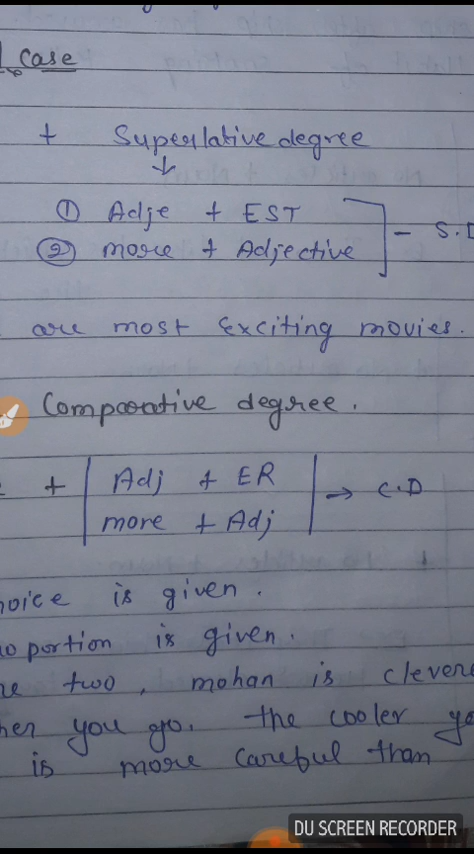 case
+ Superlative degree
① Adje + EST
② more + Adjective
- S.D
are most Exciting movies.
Comparative degree.
+ Adj + ER → C.D
more + Adj
is given.
is given.
two, mohan is clever
you go. the cooler
is more careful than
DU SCREEN RECORDER